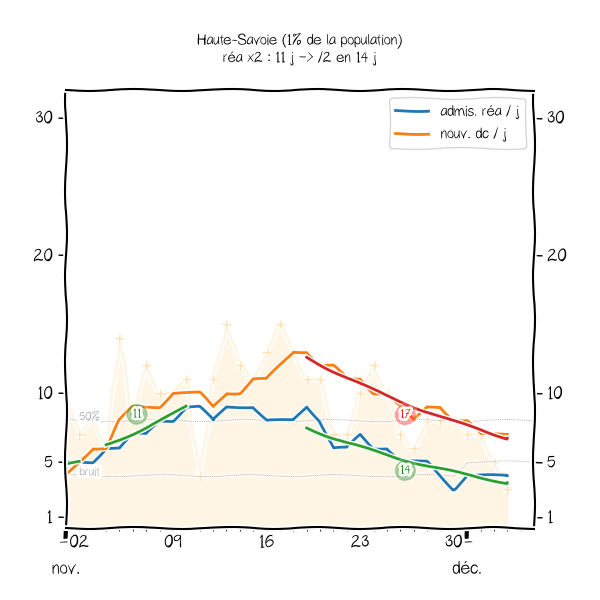 Haute-Savoie (1% de la population)
réa x2 : 11 j -> /2 en 14 j
admis. réa / j
nouv. dc / j
30 30
20 20
10 10
50%
11
17
5 5
bruit
14
1 1
02 09 16 23 30
nov. déc.